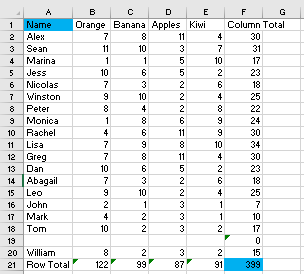 A B C D E F G
1 Name Orange Banana Apples Kiwi Column Total
2 Alex 7 8 11 4 30
3 Sean 11 10 3 7 31
4 Marina 1 1 5 10 17
5 Jess 10 6 5 2 23
6 Nicolas 7 3 2 6 18
7 Winston 9 10 2 4 25
8 Peter 8 4 2 8 22
9 Monica 1 8 6 9 24
10 Rachel 4 6 11 9 30
11 Lisa 7 9 8 10 34
12 Greg 7 8 11 4 30
13 Dan 10 6 5 2 23
14 Abagail 7 3 2 6 18
15 Leo 9 10 2 4 25
16 John 2 1 3 1 7
17 Mark 4 2 3 1 10
18 Tom 10 2 3 2 17
19 0
20 William 8 2 3 2 15
21 Row Total 122 99 87 91 399